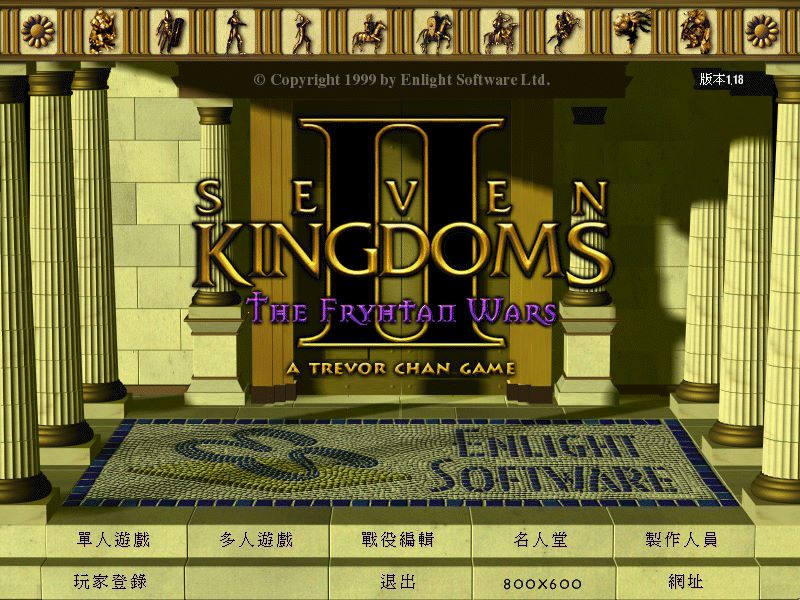 © Copyright 1999 by Enlight Software Ltd.
版本1.18
II
SEVEN
KINGDOMS
THE FRYHTAN WARS
A TREVOR CHAN GAME
ENLIGHT
SOFTWARE
單人遊戲 多人遊戲 戰役編輯 名人堂 製作人員
玩家登錄 退出 800X600 網址